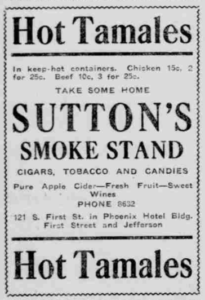 Hot Tamales
In keep-hot containers. Chicken 15c, 2
for 25c. Beef 10c, 3 for 25c.
TAKE SOME HOME
SUTTON'S
SMOKE STAND
CIGARS, TOBACCO AND CANDIES
Pure Apple Cider—Fresh Fruit—Sweet
Wines
PHONE 8632
121 S. First St. in Phoenix Hotel Bldg.
First Street and Jefferson
Hot Tamales